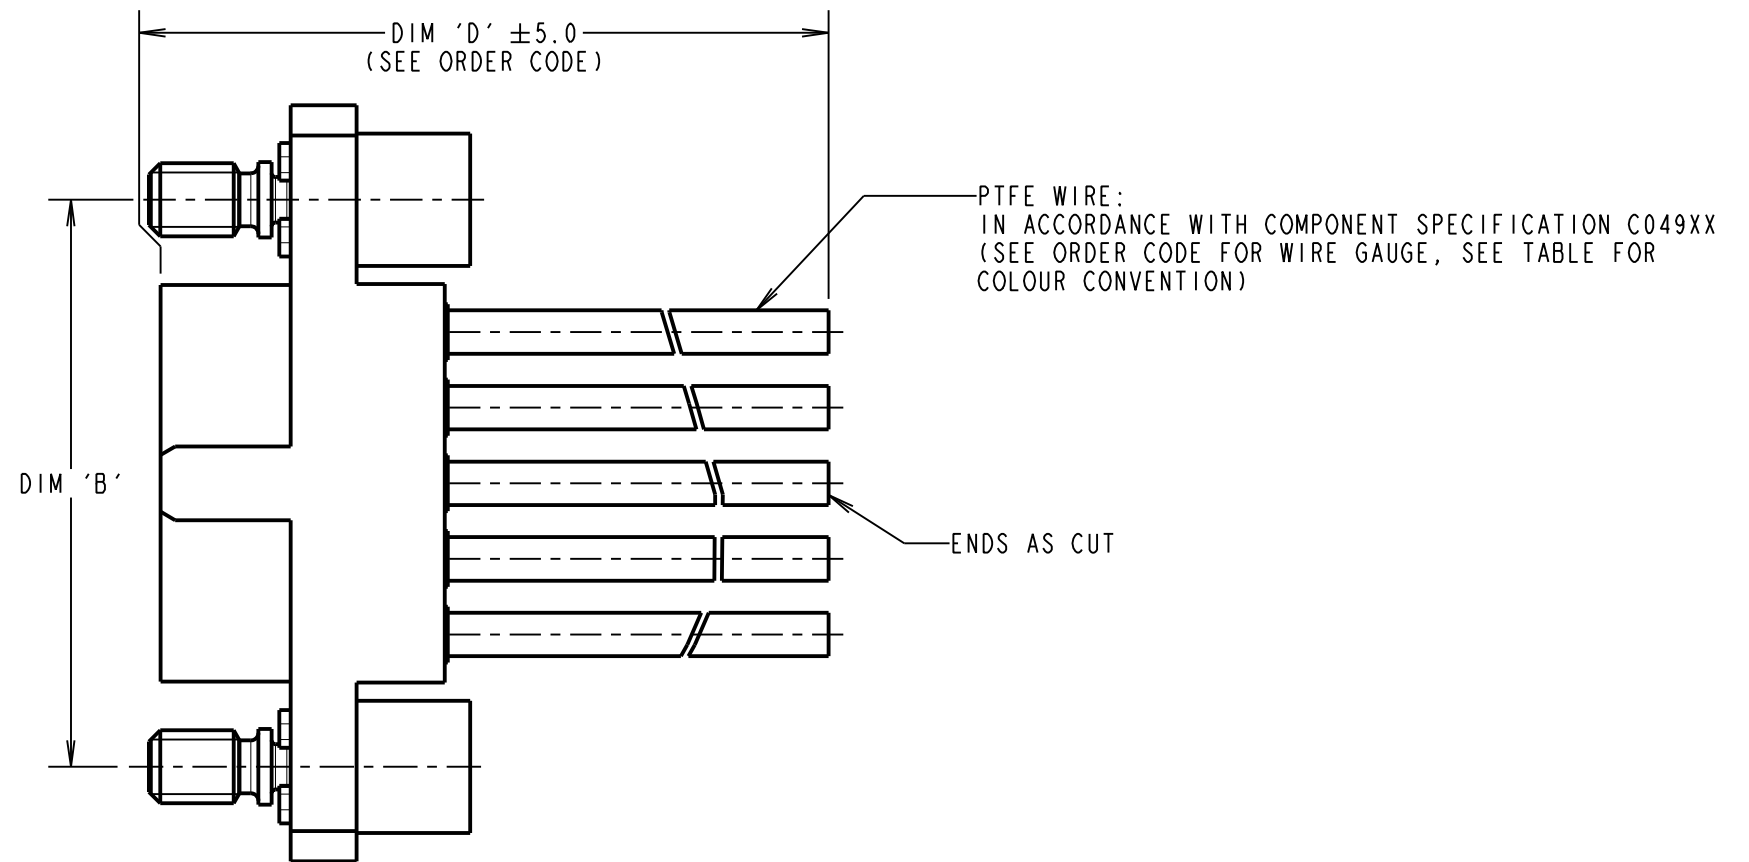 DIM 'D' ±5.0
(SEE ORDER CODE)
PTFE WIRE:
IN ACCORDANCE WITH COMPONENT SPECIFICATION C049XX
(SEE ORDER CODE FOR WIRE GAUGE, SEE TABLE FOR
COLOUR CONVENTION)
DIM 'B'
ENDS AS CUT